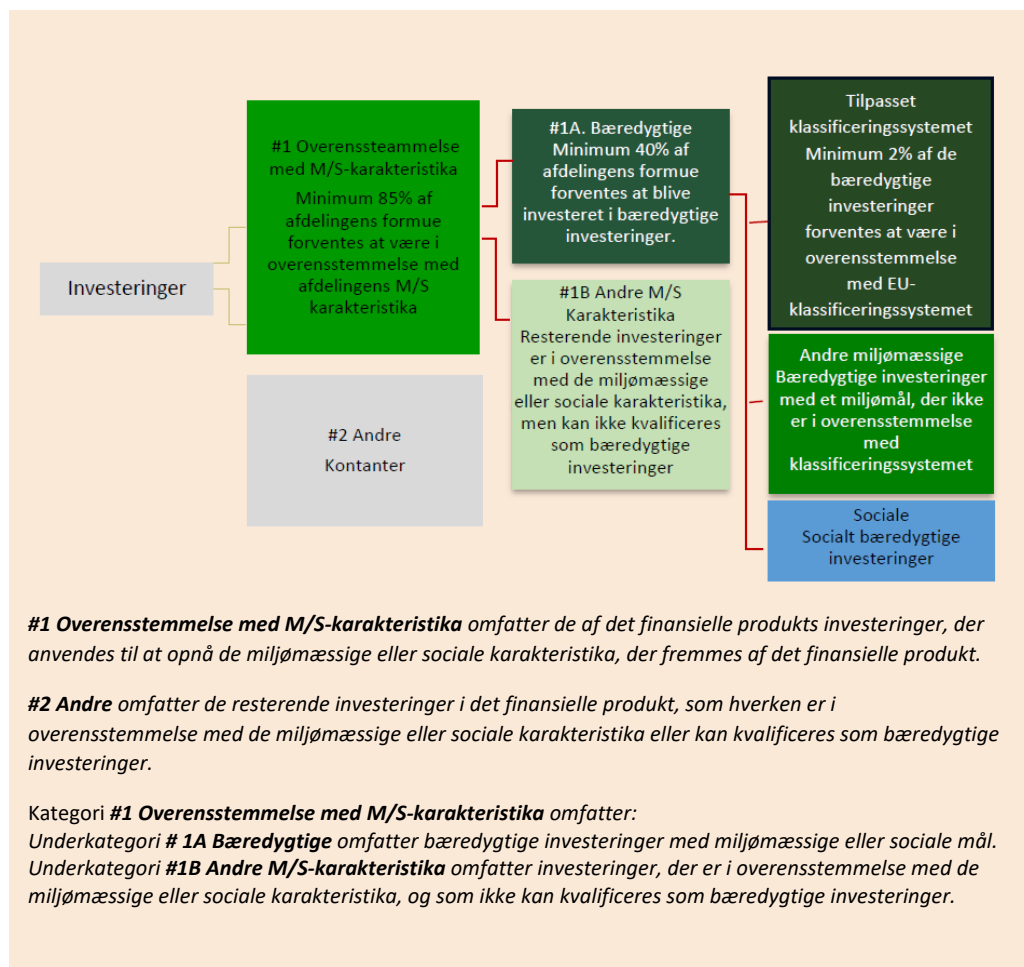 Investeringer
#1 Overenssteammelse
med M/S-karakteristika
Minimum 85% af
afdelingens formue
forventes at være i
overensstemmelse med
afdelingens M/S
karakteristika
#2 Andre
Kontanter
#1A. Bæredygtige
Minimum 40% af
afdelingens formue
forventes at blive
investeret i bæredygtige
investeringer.
#1B Andre M/S
Karakteristika
Resterende investeringer
er i overensstemmelse
med de miljømæssige
eller sociale karakteristika,
men kan ikke kvalificeres
som bæredygtige
investeringer
Tilpasset
klassificeringssystemet
Minimum 2% af de
bæredygtige
investeringer
forventes at være i
overensstemmelse
med EU-
klassificeringssystemet
Andre miljømæssige
Bæredygtige investeringer
med et miljømål, der ikke
er i overensstemmelse
med
klassificeringssystemet
Sociale
Socialt bæredygtige
investeringer
#1 Overensstemmelse med M/S-karakteristika omfatter de af det finansielle produkts investeringer, der
anvendes til at opnå de miljømæssige eller sociale karakteristika, der fremmes af det finansielle produkt.
#2 Andre omfatter de resterende investeringer i det finansielle produkt, som hverken er i
overensstemmelse med de miljømæssige eller sociale karakteristika eller kan kvalificeres som bæredygtige
investeringer.
Kategori #1 Overensstemmelse med M/S-karakteristika omfatter:
Underkategori # 1A Bæredygtige omfatter bæredygtige investeringer med miljømæssige eller sociale mål.
Underkategori #1B Andre M/S-karakteristika omfatter investeringer, der er i overensstemmelse med de
miljømæssige eller sociale karakteristika, og som ikke kan kvalificeres som bæredygtige investeringer.